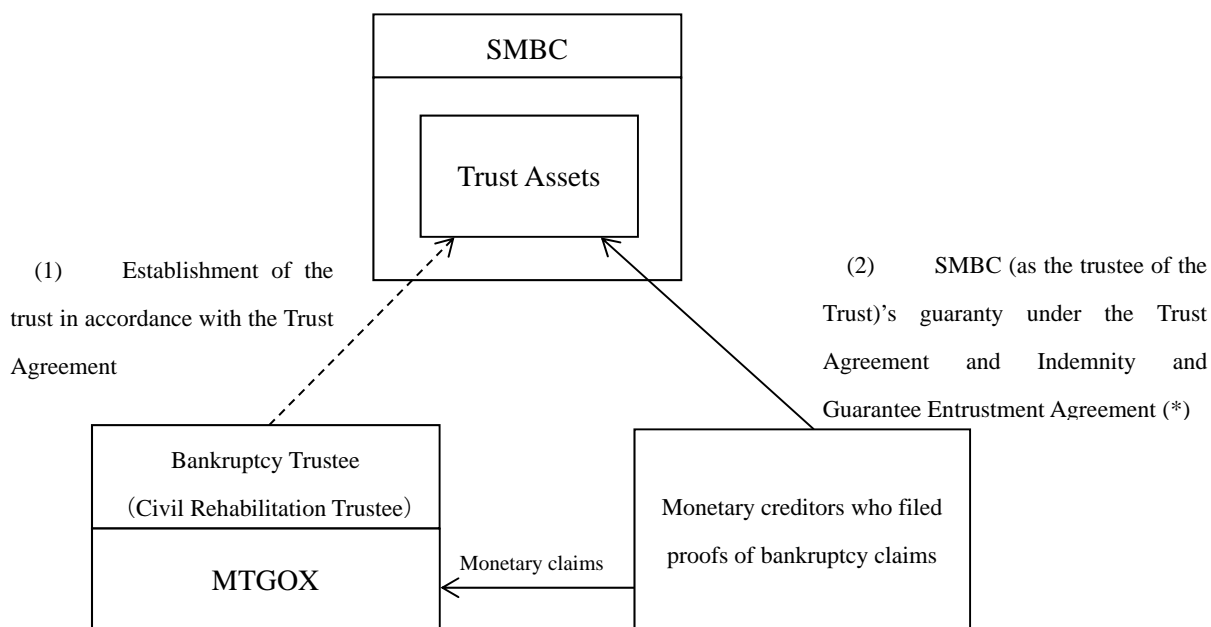 SMBC
Trust Assets
(1) Establishment of the
trust in accordance with the Trust
Agreement
(2) SMBC (as the trustee of the
Trust)’s guaranty under the Trust
Agreement and Indemnity and
Guarantee Entrustment Agreement (*)
Bankruptcy Trustee
（Civil Rehabilitation Trustee）
MTGOX
Monetary claims
Monetary creditors who filed
proofs of bankruptcy claims